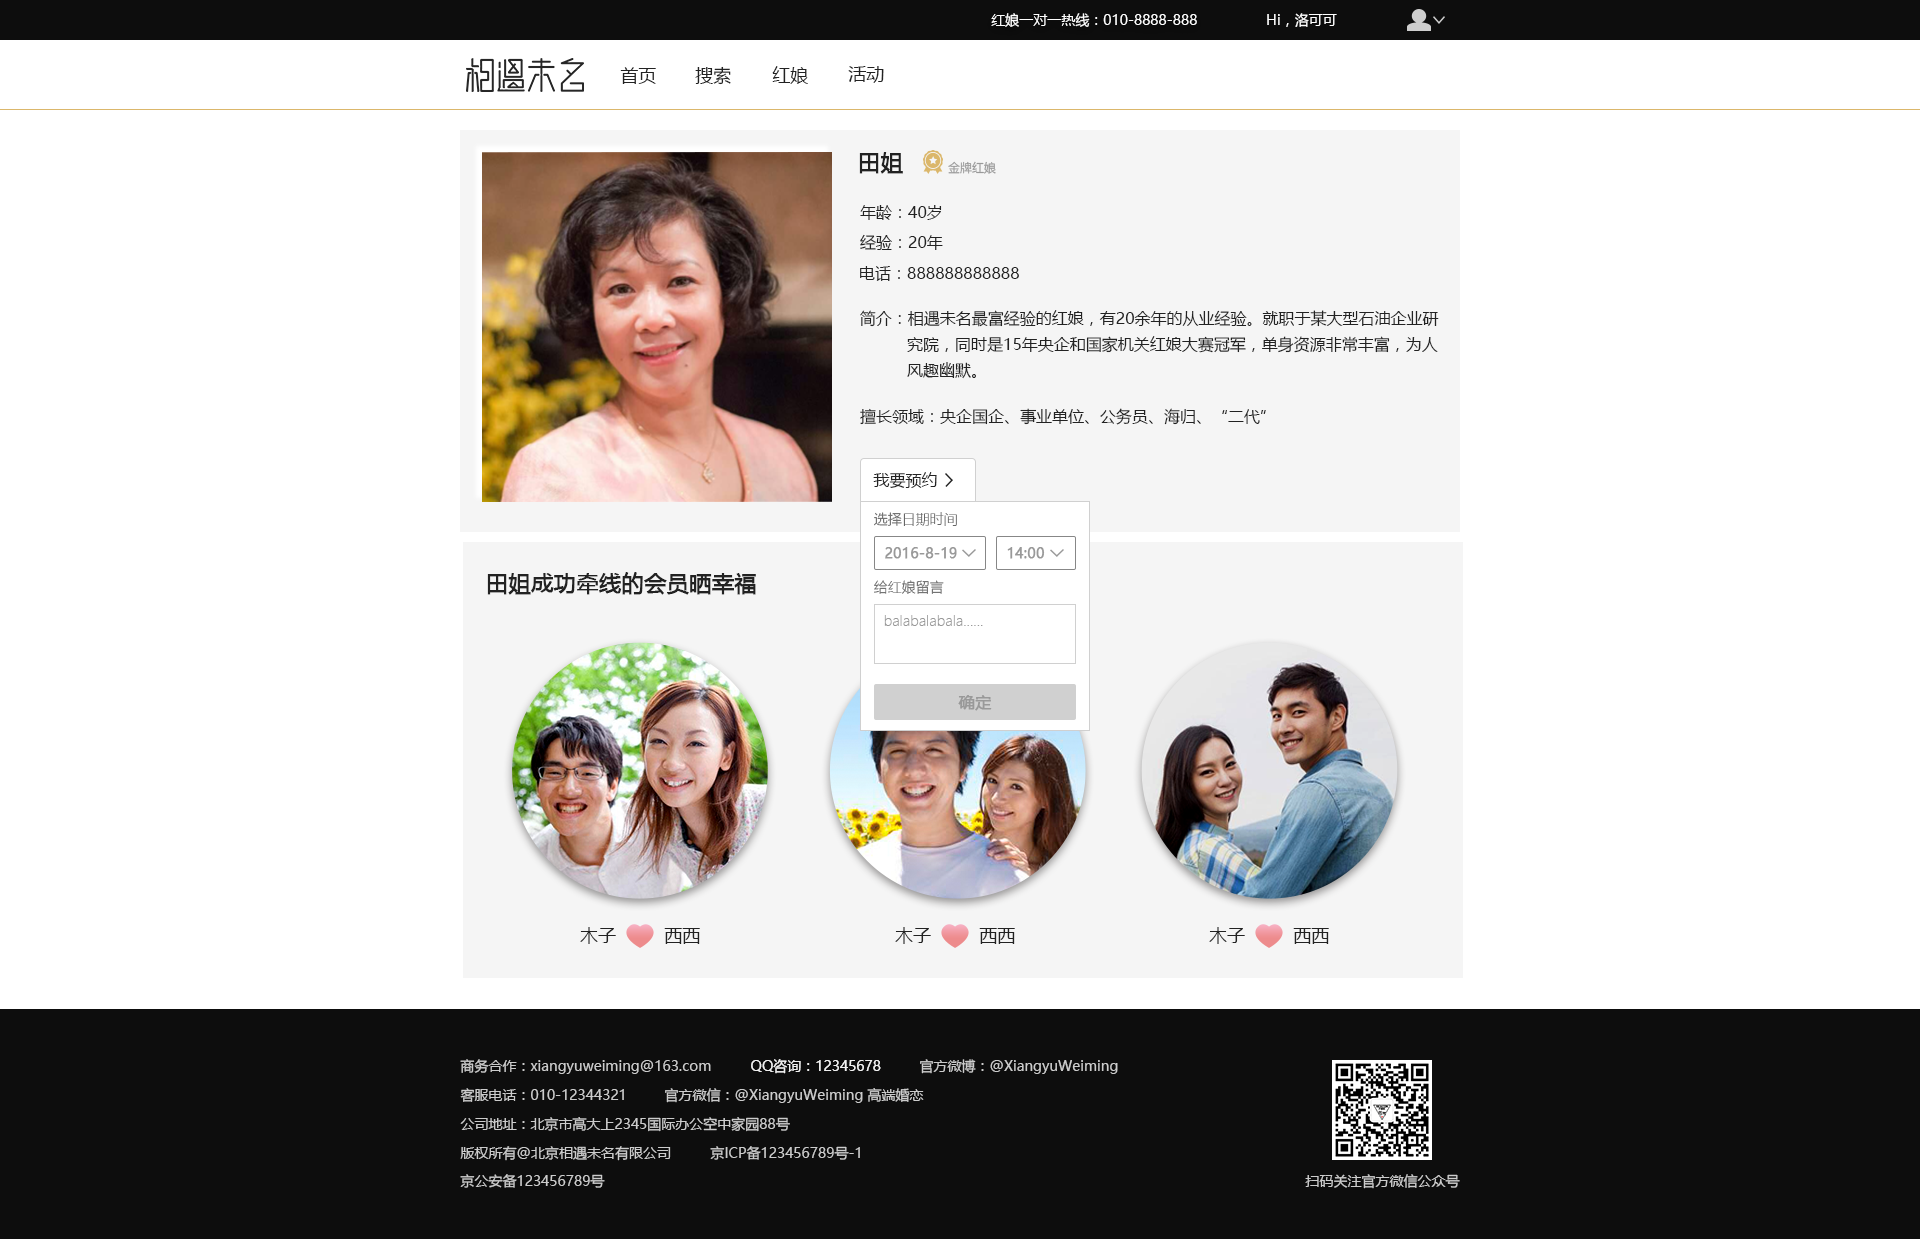 红娘一对一热线：010-8888-888 Hi，洛可可
相遇未名 首页 搜索 红娘 活动
田姐 金牌红娘
年龄：40岁
经验：20年
电话：888888888888
简介：相遇未名最富经验的红娘，有20余年的从业经验。就职于某大型石油企业研
究院，同时是15年央企和国家机关红娘大赛冠军，单身资源非常丰富，为人
风趣幽默。
擅长领域：央企国企、事业单位、公务员、海归、“二代”
我要预约
选择日期时间
2016-8-19 14:00
给红娘留言
balabalabala......
确定
田姐成功牵线的会员晒幸福
木子 西西 木子 西西 木子 西西
商务合作：xiangyuweiming@163.com QQ咨询：12345678 官方微博：@XiangyuWeiming
客服电话：010-12344321 官方微信：@XiangyuWeiming 高端婚恋
公司地址：北京市高大上2345国际办公空中家园88号
版权所有@北京相遇未名有限公司 京ICP备123456789号-1
京公安备123456789号
扫码关注官方微信公众号